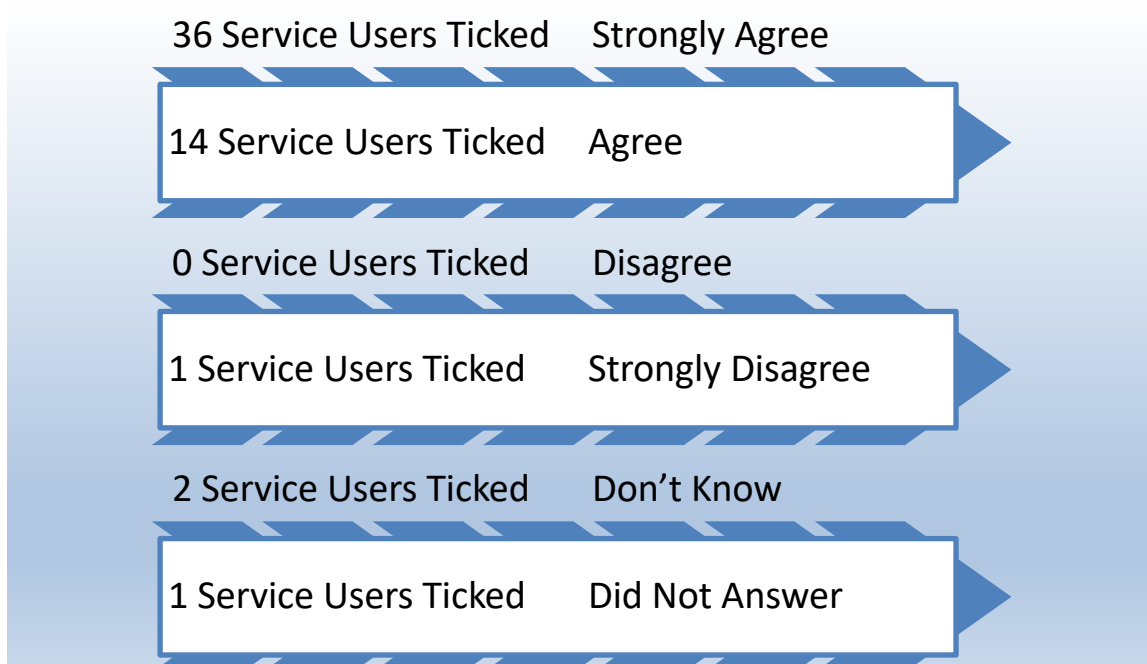 36 Service Users Ticked Strongly Agree
14 Service Users Ticked Agree
0 Service Users Ticked Disagree
1 Service Users Ticked Strongly Disagree
2 Service Users Ticked Don’t Know
1 Service Users Ticked Did Not Answer